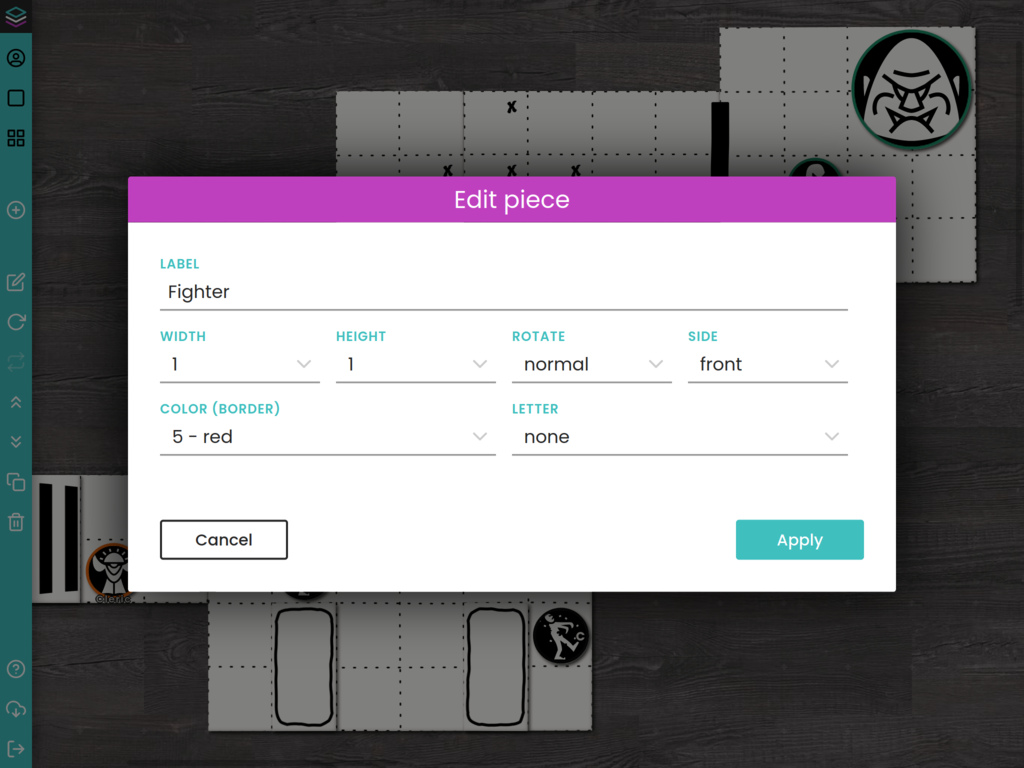 x
x x x
Edit piece
LABEL
Fighter
WIDTH HEIGHT ROTATE SIDE
1 1 normal front
COLOR (BORDER) LETTER
5 - red none
Cancel Apply
C